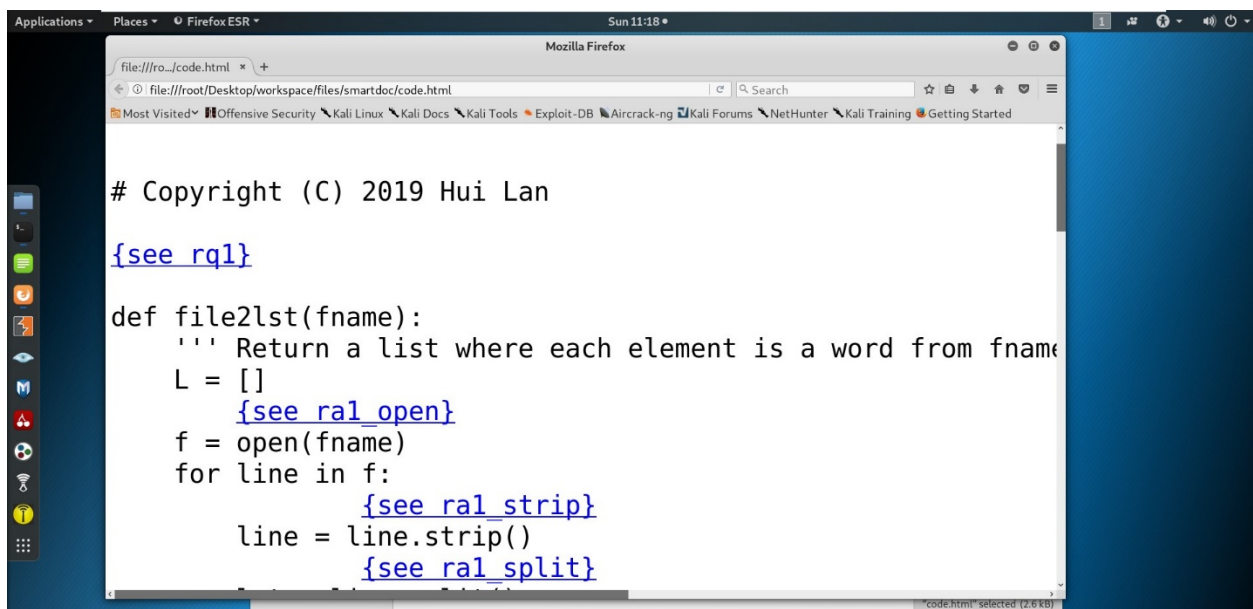 Applications Places Firefox ESR Sun 11:18 1
Mozilla Firefox
file:///ro.../code.html × +
file:///root/Desktop/workspace/files/smartdoc/code.html Search
Most Visited Offensive Security Kali Linux Kali Docs Kali Tools Exploit-DB Aircrack-ng Kali Forums NetHunter Kali Training Getting Started
# Copyright (C) 2019 Hui Lan
{see rq1}
def file2lst(fname):
''' Return a list where each element is a word from fname
L = []
{see ra1_open}
f = open(fname)
for line in f:
{see ra1_strip}
line = line.strip()
{see ra1_split}
"code.html" selected (2.6 kB)